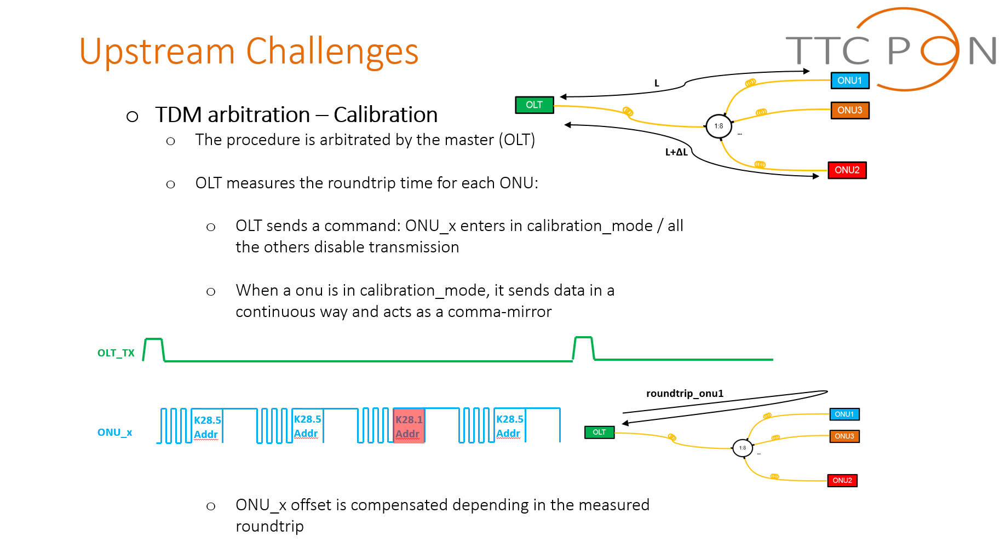 Upstream Challenges
TTC PON
L
OLT
ONU1
ONU3
1:8
...
L+ΔL
ONU2
o TDM arbitration – Calibration
o The procedure is arbitrated by the master (OLT)
o OLT measures the roundtrip time for each ONU:
o OLT sends a command: ONU_x enters in calibration_mode / all
the others disable transmission
o When a onu is in calibration_mode, it sends data in a
continuous way and acts as a comma-mirror
OLT_TX
ONU_x
K28.5
Addr
K28.5
Addr
K28.1
Addr
K28.5
Addr
roundtrip_onu1
OLT
ONU1
ONU3
1:8
...
ONU2
o ONU_x offset is compensated depending in the measured
roundtrip